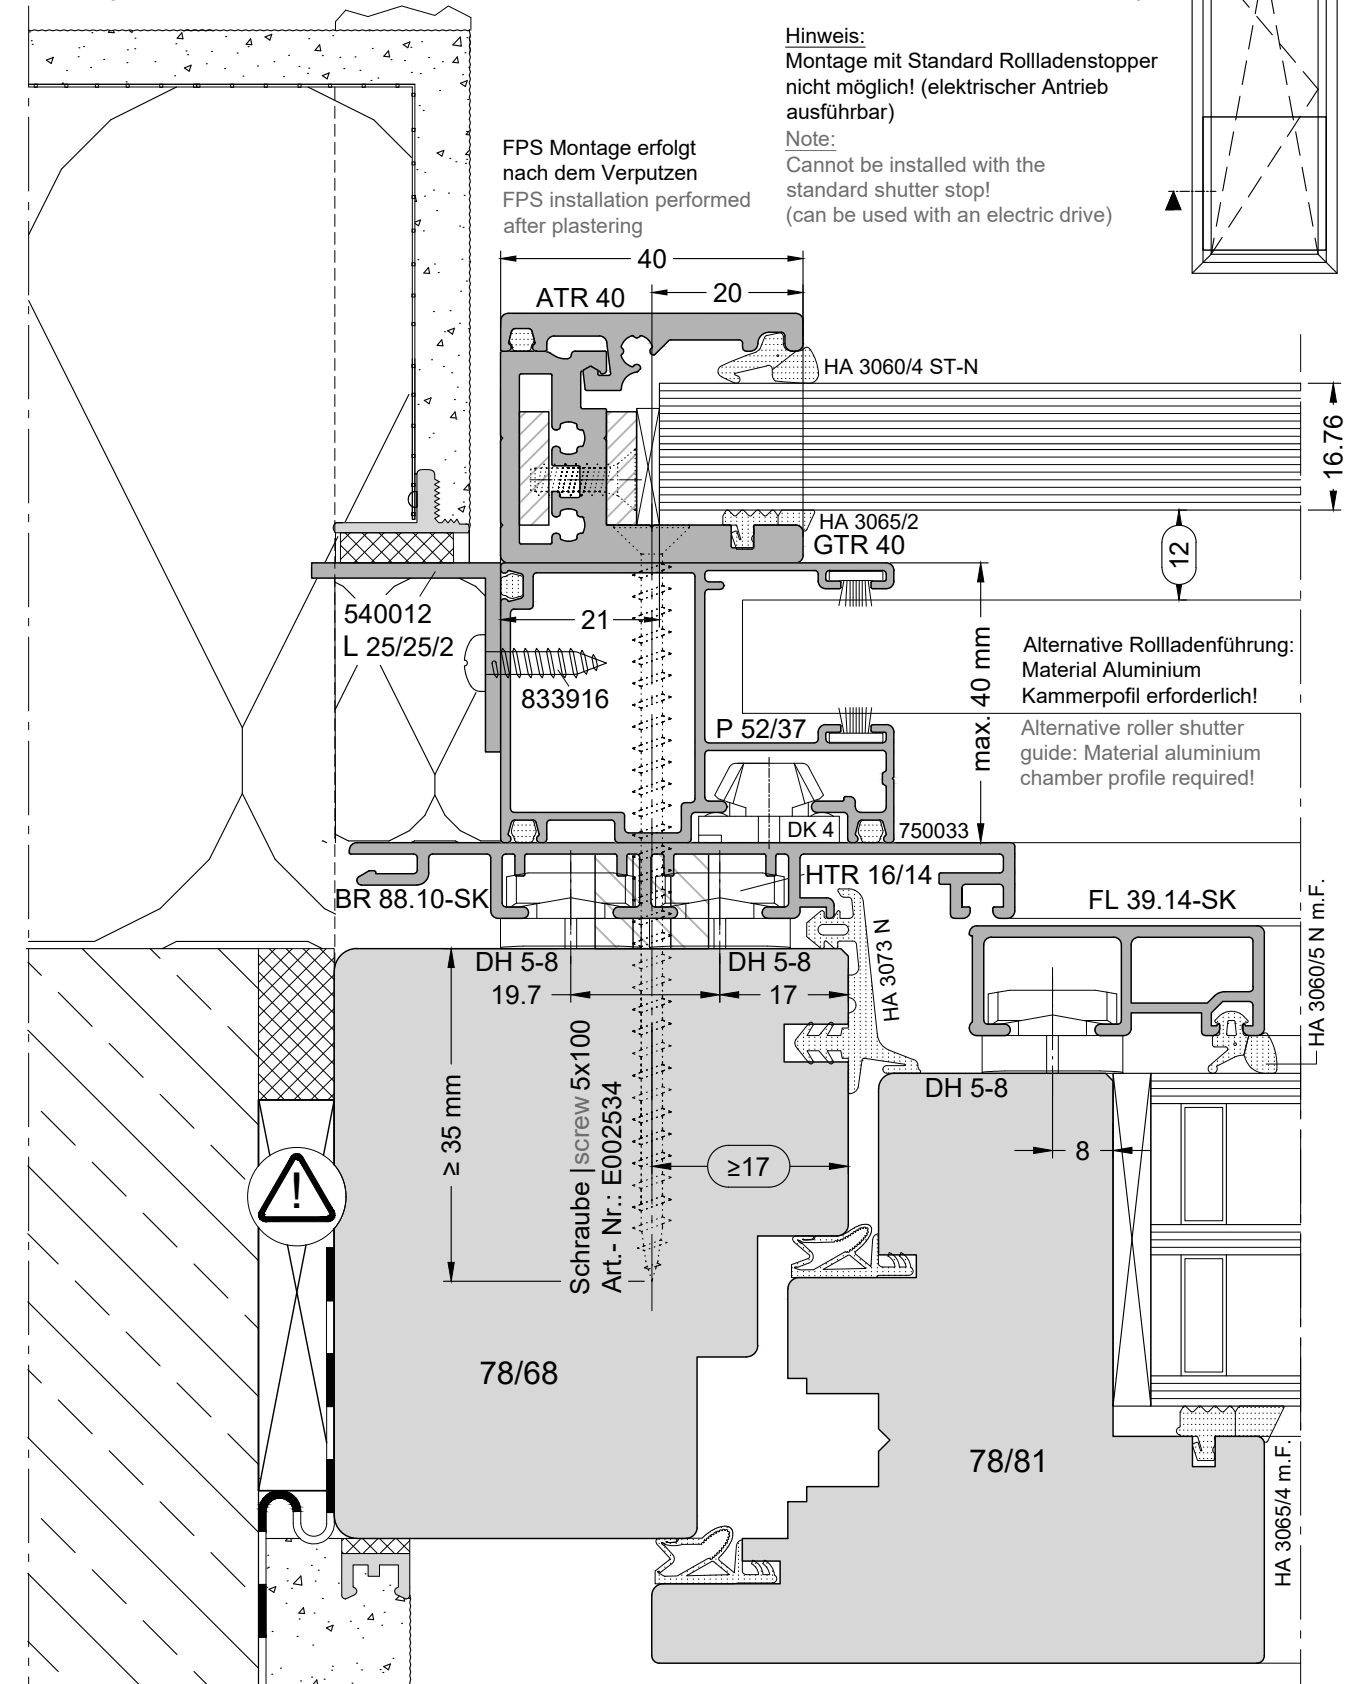 Hinweis:
Montage mit Standard Rollladenstopper
nicht möglich! (elektrischer Antrieb
ausführbar)
Note:
Cannot be installed with the
standard shutter stop!
(can be used with an electric drive)
FPS Montage erfolgt
nach dem Verputzen
FPS installation performed
after plastering
40
20
ATR 40
HA 3060/4 ST-N
16.76
HA 3065/2
GTR 40
12
540012
L 25/25/2
21
833916
P 52/37
max. 40 mm
Alternative Rollladenführung:
Material Aluminium
Kammerpofil erforderlich!
Alternative roller shutter
guide: Material aluminium
chamber profile required!
DK 4
750033
HTR 16/14
BR 88.10-SK
FL 39.14-SK
HA 3060/5 N m.F.
DH 5-8
DH 5-8
19.7
17
HA 3073 N
DH 5-8
≥ 35 mm
Schraube |screw 5x100
Art.- Nr.: E002534
≥17
8
!
78/68
78/81
HA 3065/4 m.F.